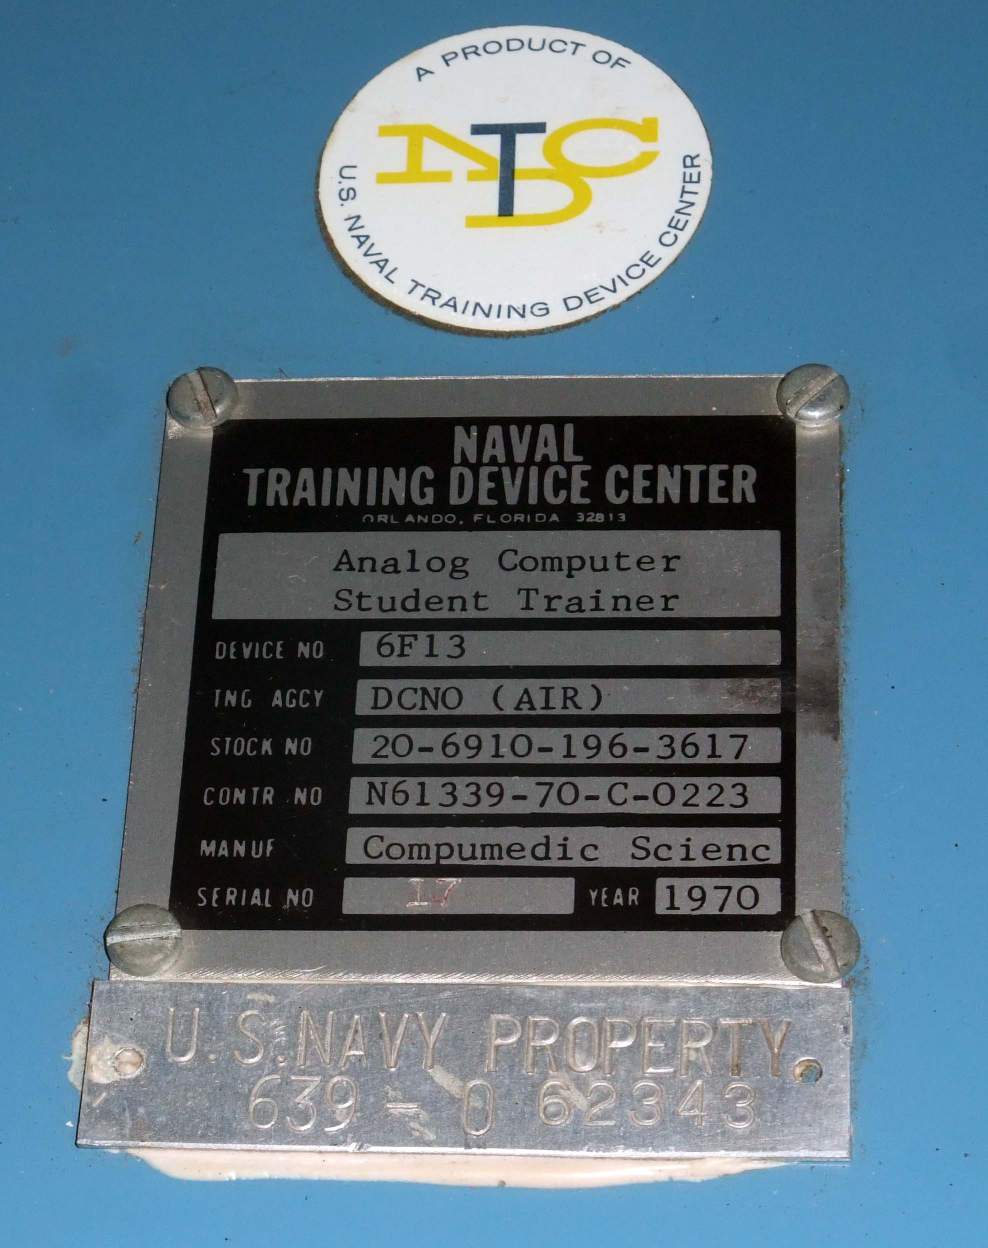 A PRODUCT OF
NTDC
U.S. NAVAL TRAINING DEVICE CENTER
NAVAL
TRAINING DEVICE CENTER
ORLANDO, FLORIDA 32813
Analog Computer
Student Trainer
DEVICE NO 6F13
TNG AGCY DCNO (AIR)
STOCK NO 20-6910-196-3617
CONTR NO N61339-70-C-0223
MANUF Compumedic Scienc
SERIAL NO 17 YEAR 1970
U.S. NAVY PROPERTY.
639-0 62343